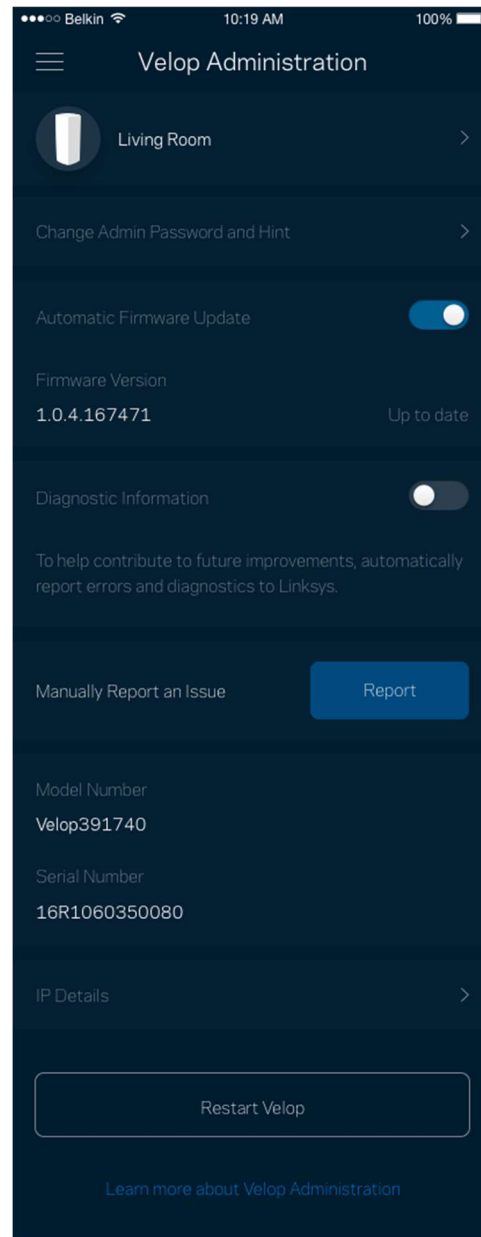 ●●●○○ Belkin 10:19 AM 100%
Velop Administration
Living Room
Change Admin Password and Hint
Automatic Firmware Update
Firmware Version
1.0.4.167471 Up to date
Diagnostic Information
To help contribute to future improvements, automatically
report errors and diagnostics to Linksys.
Manually Report an Issue Report
Model Number
Velop391740
Serial Number
16R1060350080
IP Details
Restart Velop
Learn more about Velop Administration